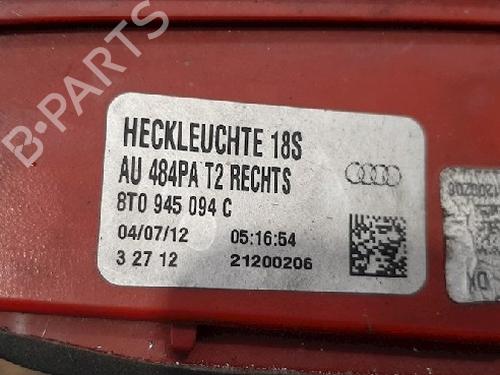 B-PARTS
HECKLEUCHTE 18S
AU 484PA T2 RECHTS
8T0 945 094 C
04/07/12 05:16:54
3 27 12 21200206